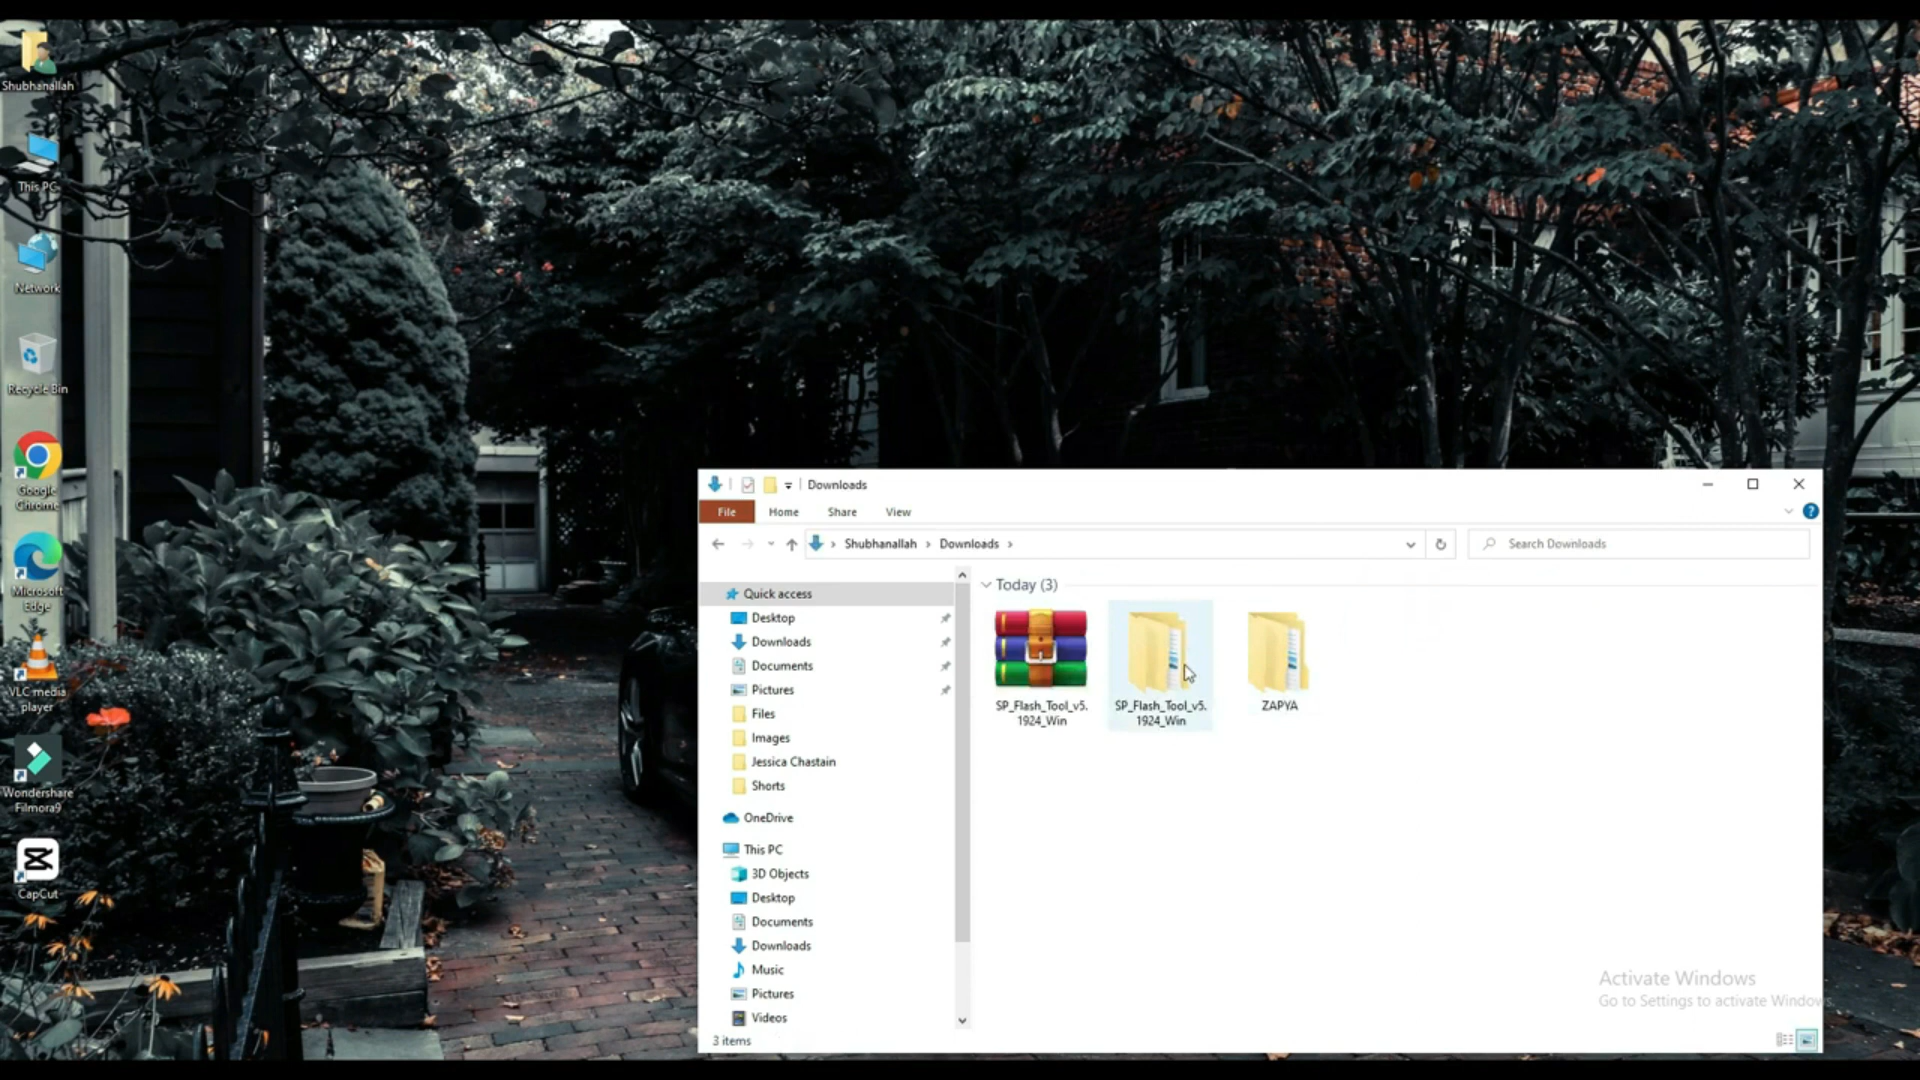 Shubhanallah
This PC
Network
Recycle Bin
Google
Chrome
Microsoft
Edge
VLC media
player
Wondershare
Filmora9
CapCut
Downloads
File
Home
Share
View
Shubhanallah
Downloads
Search Downloads
Quick access
Desktop
Downloads
Documents
Pictures
Files
Images
Jessica Chastain
Shorts
OneDrive
This PC
3D Objects
Desktop
Documents
Downloads
Music
Pictures
Videos
Today (3)
SP_Flash_Tool_v5.
1924_Win
SP_Flash_Tool_v5.
1924_Win
ZAPYA
Activate Windows
Go to Settings to activate Windows.
3 items